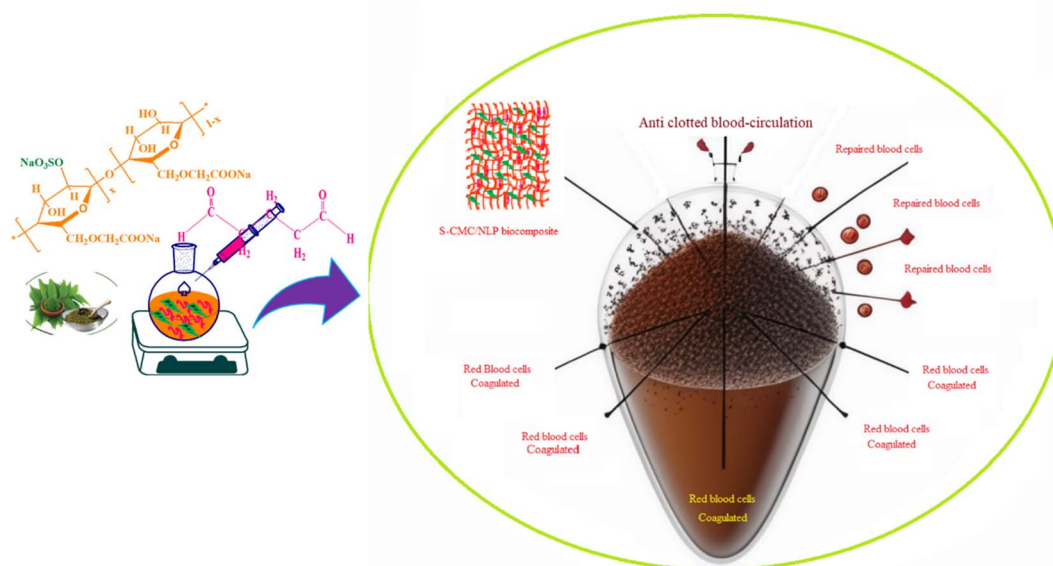 HO
1-x
H
O
H
OH
H
O
NaO₃SO
CH₂OCH₂COONa
H
O
x
OH
H
CH₂OCH₂COONa
O
H₂
O
H
C
C
C
H
H₂
C
H₂
H
S-CMC/NLP biocomposite
Anti clotted blood-circulation
Repaired blood cells
Repaired blood cells
Repaired blood cells
Red Blood cells
Coagulated
Red blood cells
Coagulated
Red blood cells
Coagulated
Red blood cells
Coagulated
Red blood cells
Coagulated